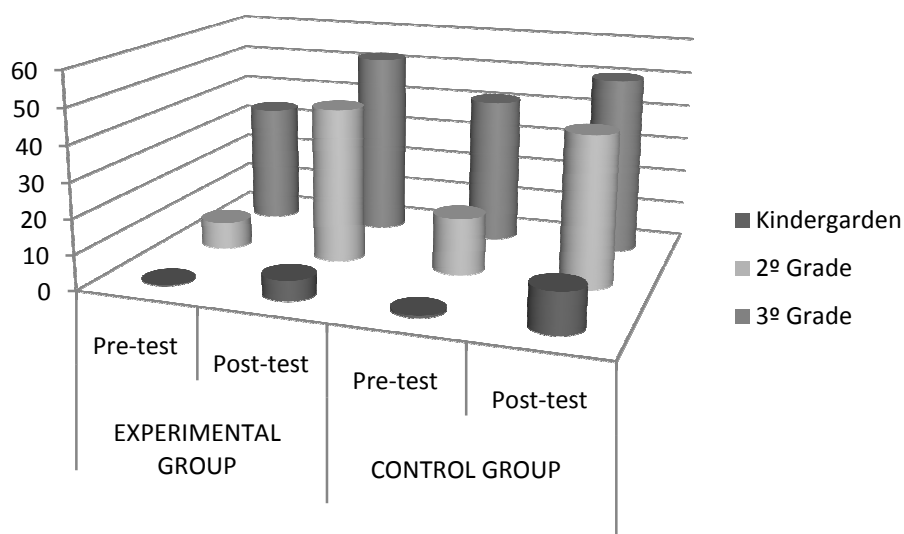 60
50
40
30
20
10
0
Pre-test
Post-test
Pre-test
Post-test
EXPERIMENTAL
GROUP
CONTROL GROUP
Kindergarden
2º Grade
3º Grade